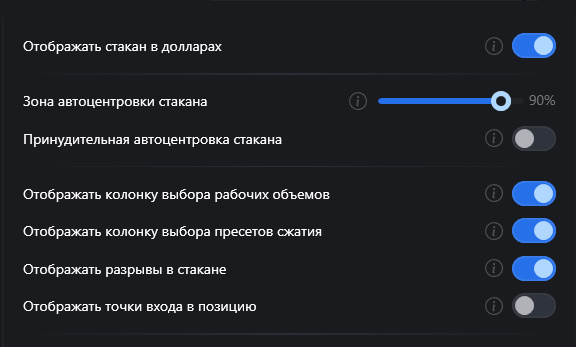 Отображать стакан в долларах
Зона автоцентровки стакана 90%
Принудительная автоцентровка стакана
Отображать колонку выбора рабочих объемов
Отображать колонку выбора пресетов сжатия
Отображать разрывы в стакане
Отображать точки входа в позицию